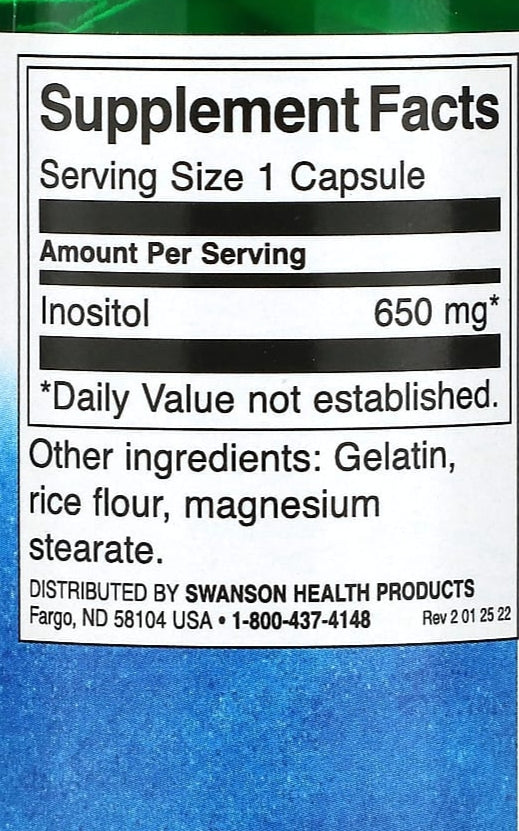 Supplement Facts
Serving Size 1 Capsule
Amount Per Serving
Inositol 650 mg*
*Daily Value not established.
Other ingredients: Gelatin,
rice flour, magnesium
stearate.
DISTRIBUTED BY SWANSON HEALTH PRODUCTS
Fargo, ND 58104 USA • 1-800-437-4148 Rev 2 01 25 22